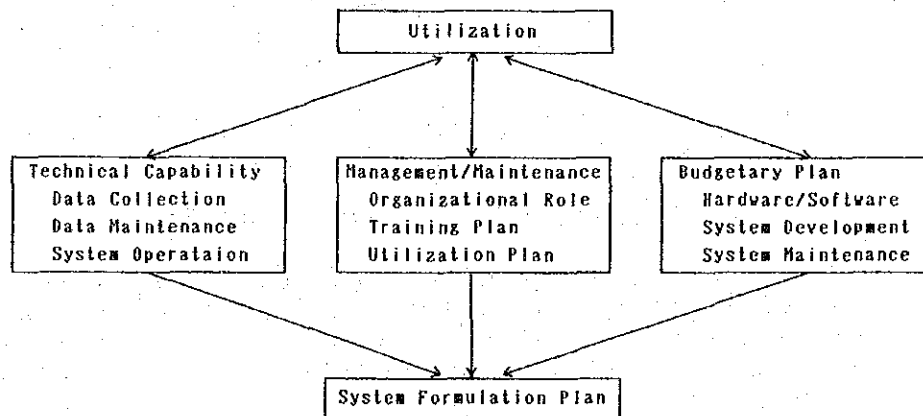 Utilization
Technical Capability
Data Collection
Data Maintenance
System Operataion
Management/Maintenance
Organizational Role
Training Plan
Utilization Plan
Budgetary Plan
Hardware/Software
System Development
System Maintenance
System Formulation Plan